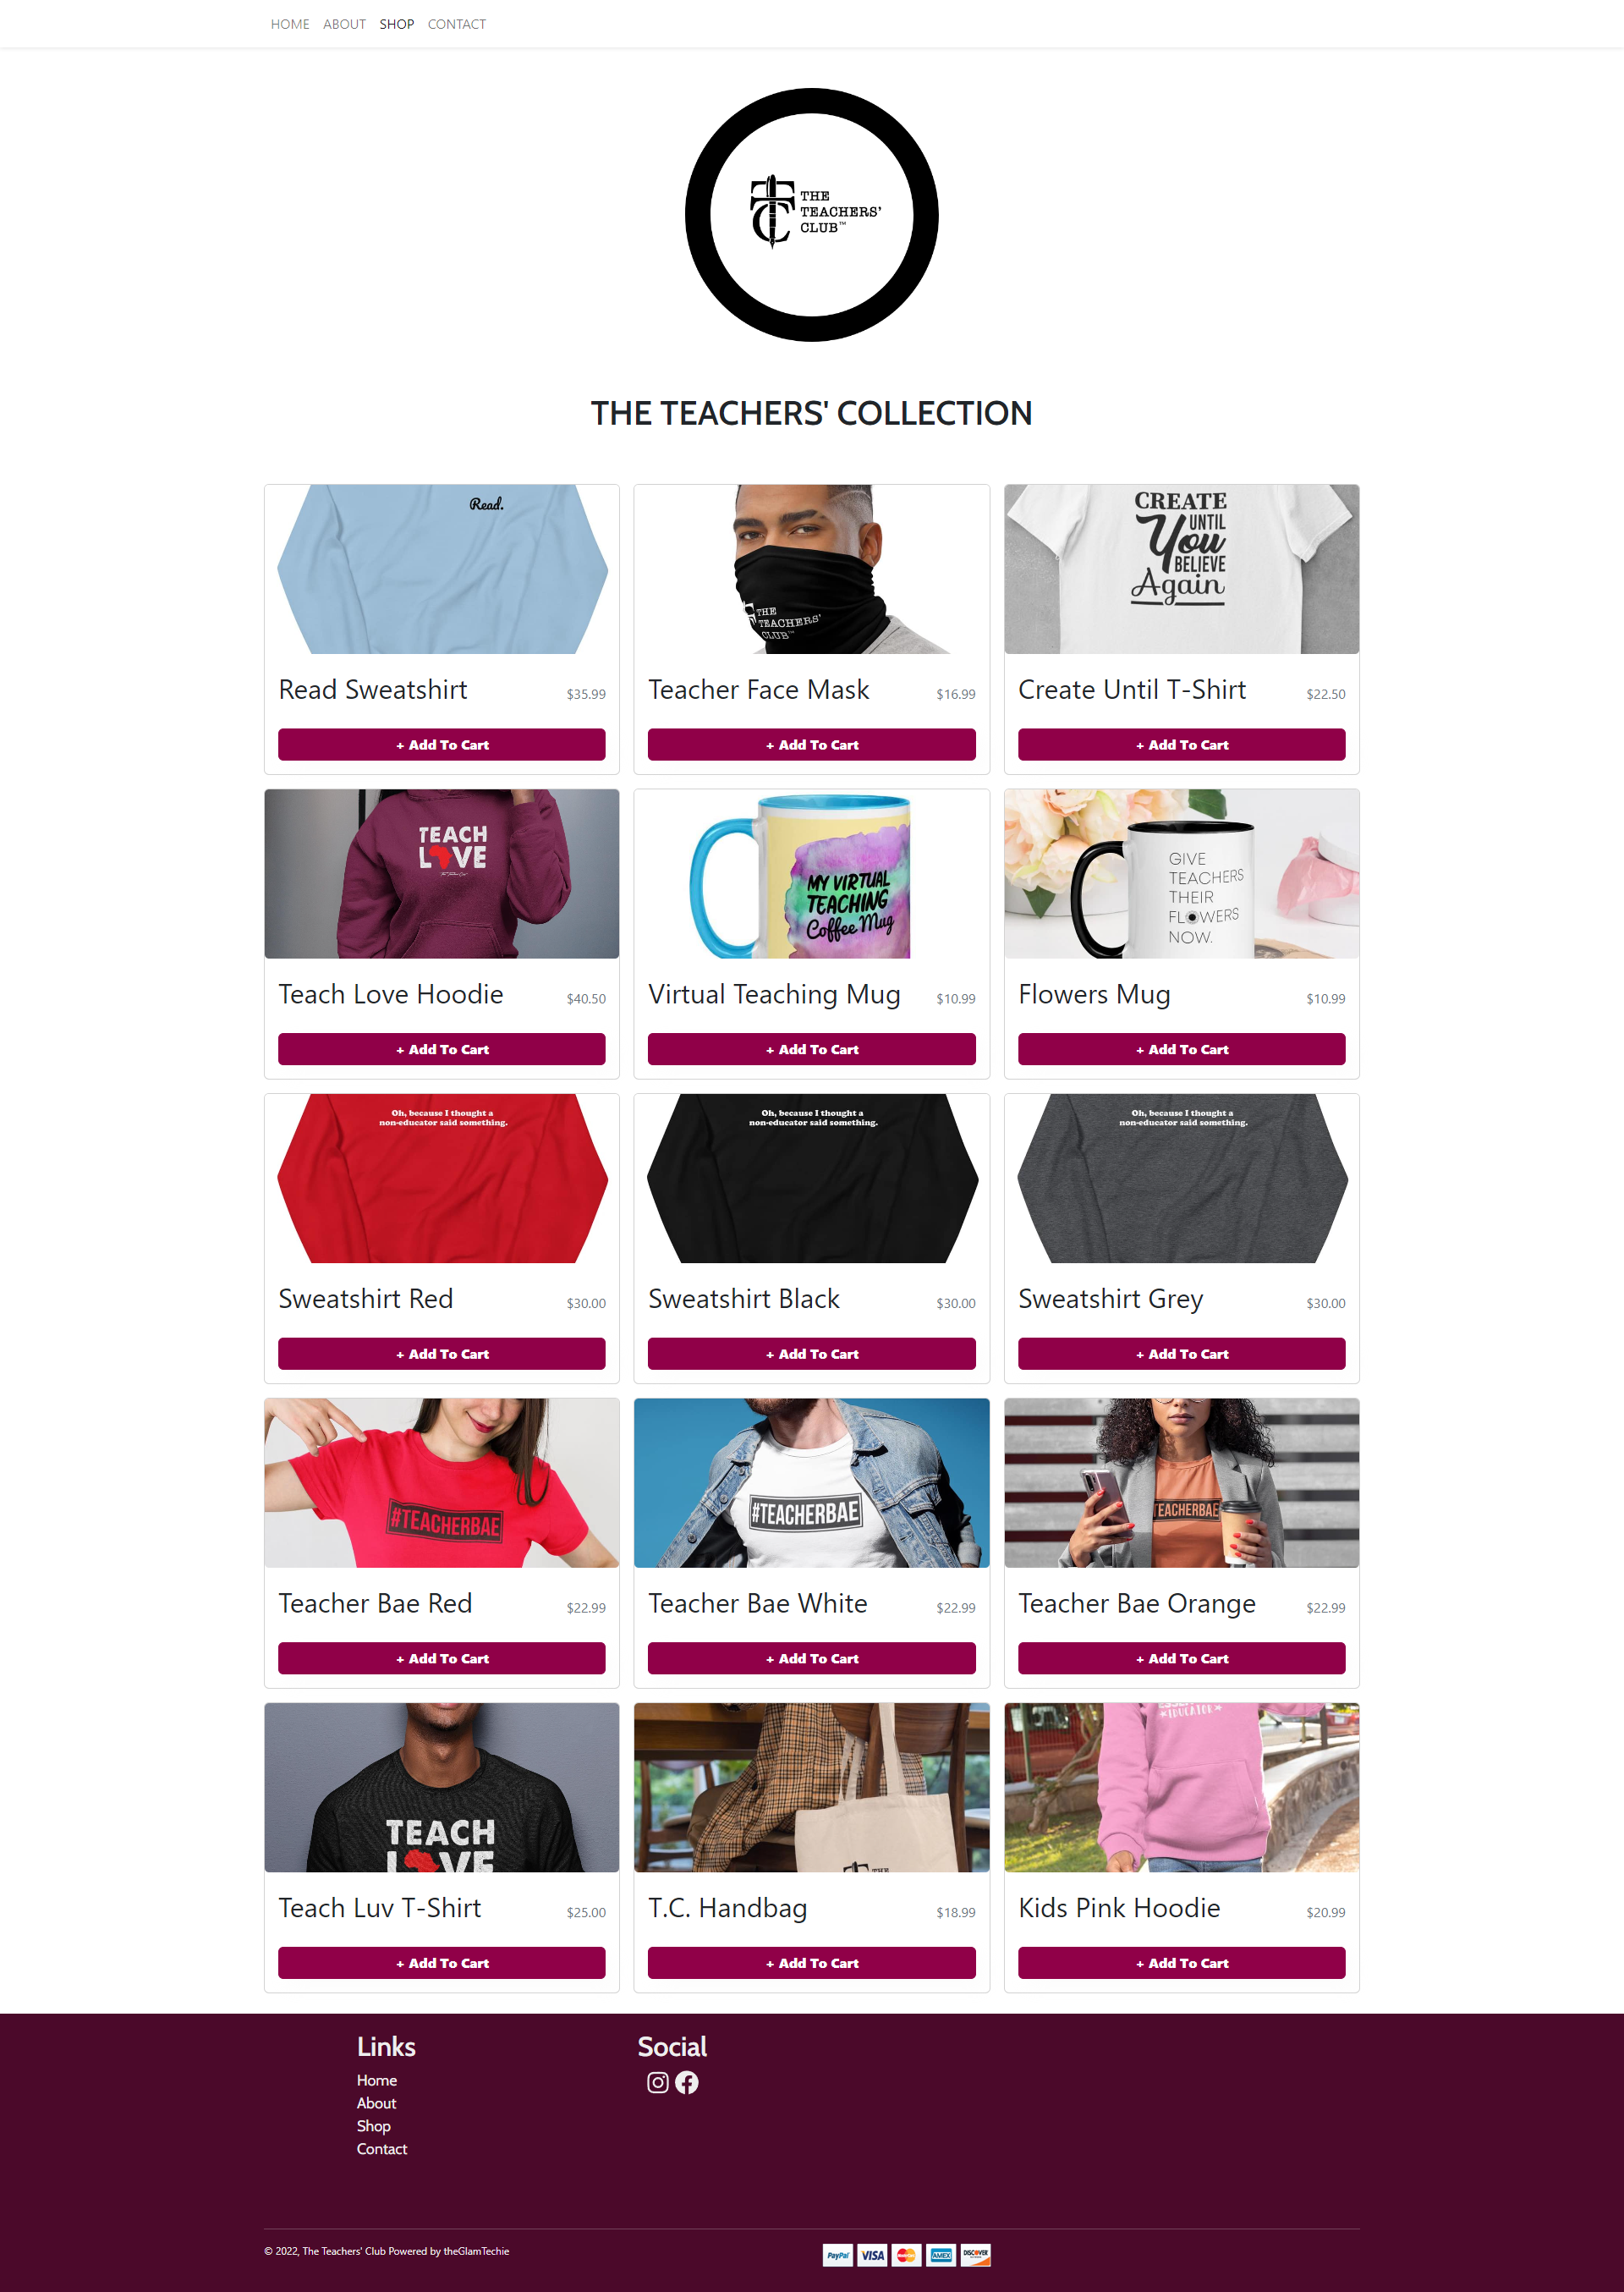 HOME ABOUT SHOP CONTACT
THE
TEACHERS'
CLUB™
THE TEACHERS' COLLECTION
Read.
THE
TEACHERS'
CLUB™
CREATE
UNTIL
You
BELIEVE
Again
Read Sweatshirt $35.99
Teacher Face Mask $16.99
Create Until T-Shirt $22.50
+ Add To Cart
+ Add To Cart
+ Add To Cart
TEACH
LOVE
MY VIRTUAL
TEACHING
Coffee Mug
GIVE
TEACHERS
THEIR
FLOWERS
NOW.
Teach Love Hoodie $40.50
Virtual Teaching Mug $10.99
Flowers Mug $10.99
+ Add To Cart
+ Add To Cart
+ Add To Cart
Oh, because I thought a
non-educator said something.
Oh, because I thought a
non-educator said something.
Oh, because I thought a
non-educator said something.
Sweatshirt Red $30.00
Sweatshirt Black $30.00
Sweatshirt Grey $30.00
+ Add To Cart
+ Add To Cart
+ Add To Cart
#TEACHERBAE
#TEACHERBAE
TEACHERBAE
Teacher Bae Red $22.99
Teacher Bae White $22.99
Teacher Bae Orange $22.99
+ Add To Cart
+ Add To Cart
+ Add To Cart
TEACH
LOVE
EDUCATOR
Teach Luv T-Shirt $25.00
T.C. Handbag $18.99
Kids Pink Hoodie $20.99
+ Add To Cart
+ Add To Cart
+ Add To Cart
Links
Home
About
Shop
Contact
Social
© 2022, The Teachers' Club Powered by theGlamTechie
PayPal VISA MasterCard AMEX DISCOVER